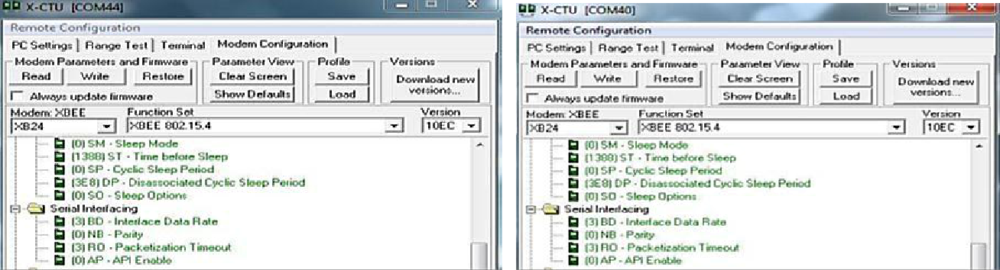 X-CTU [COM44]
Remote Configuration
PC Settings Range Test Terminal Modem Configuration
Modem Parameters and Firmware Parameter View Profile Versions
Read Write Restore Clear Screen Save Download new versions...
Always update firmware Show Defaults Load
Modem: XBEE Function Set Version
XB24 XBEE 802.15.4 10EC
(0) SM - Sleep Mode
(1388) ST - Time before Sleep
(0) SP - Cyclic Sleep Period
(3E8) DP - Disassociated Cyclic Sleep Period
(0) SO - Sleep Options
Serial Interfacing
(3) BD - Interface Data Rate
(0) NB - Parity
(3) RO - Packetization Timeout
(0) AP - API Enable
X-CTU [COM40]
Remote Configuration
PC Settings Range Test Terminal Modem Configuration
Modem Parameters and Firmware Parameter View Profile Versions
Read Write Restore Clear Screen Save Download new versions...
Always update firmware Show Defaults Load
Modem: XBEE Function Set Version
XB24 XBEE 802.15.4 10EC
(0) SM - Sleep Mode
(1388) ST - Time before Sleep
(0) SP - Cyclic Sleep Period
(3E8) DP - Disassociated Cyclic Sleep Period
(0) SO - Sleep Options
Serial Interfacing
(3) BD - Interface Data Rate
(0) NB - Parity
(3) RO - Packetization Timeout
(0) AP - API Enable